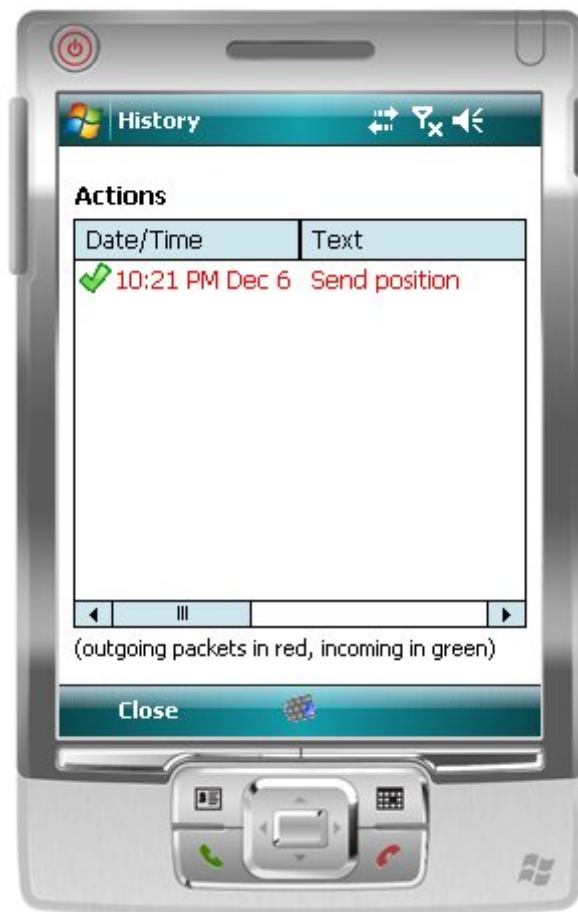 History
Actions
Date/Time Text
10:21 PM Dec 6 Send position
(outgoing packets in red, incoming in green)
Close